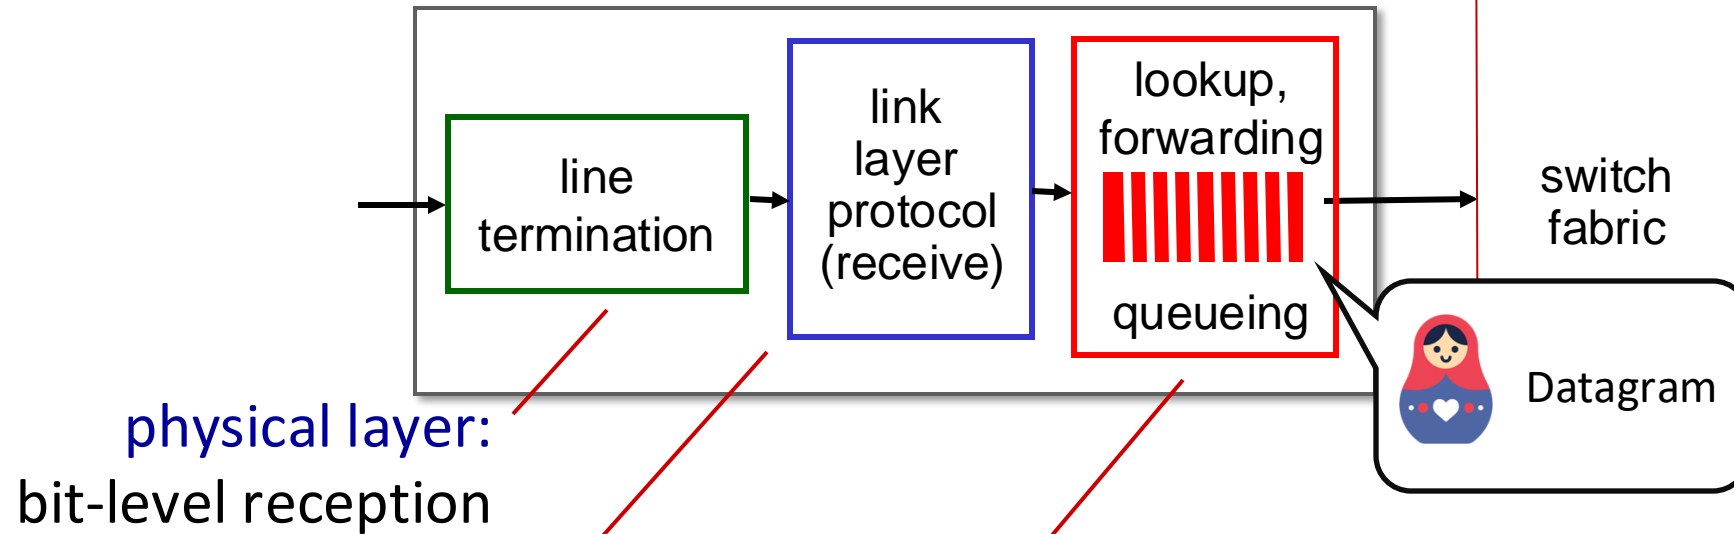 line
termination
link
layer
protocol
(receive)
lookup,
forwarding
queueing
switch
fabric
Datagram
physical layer:
bit-level reception